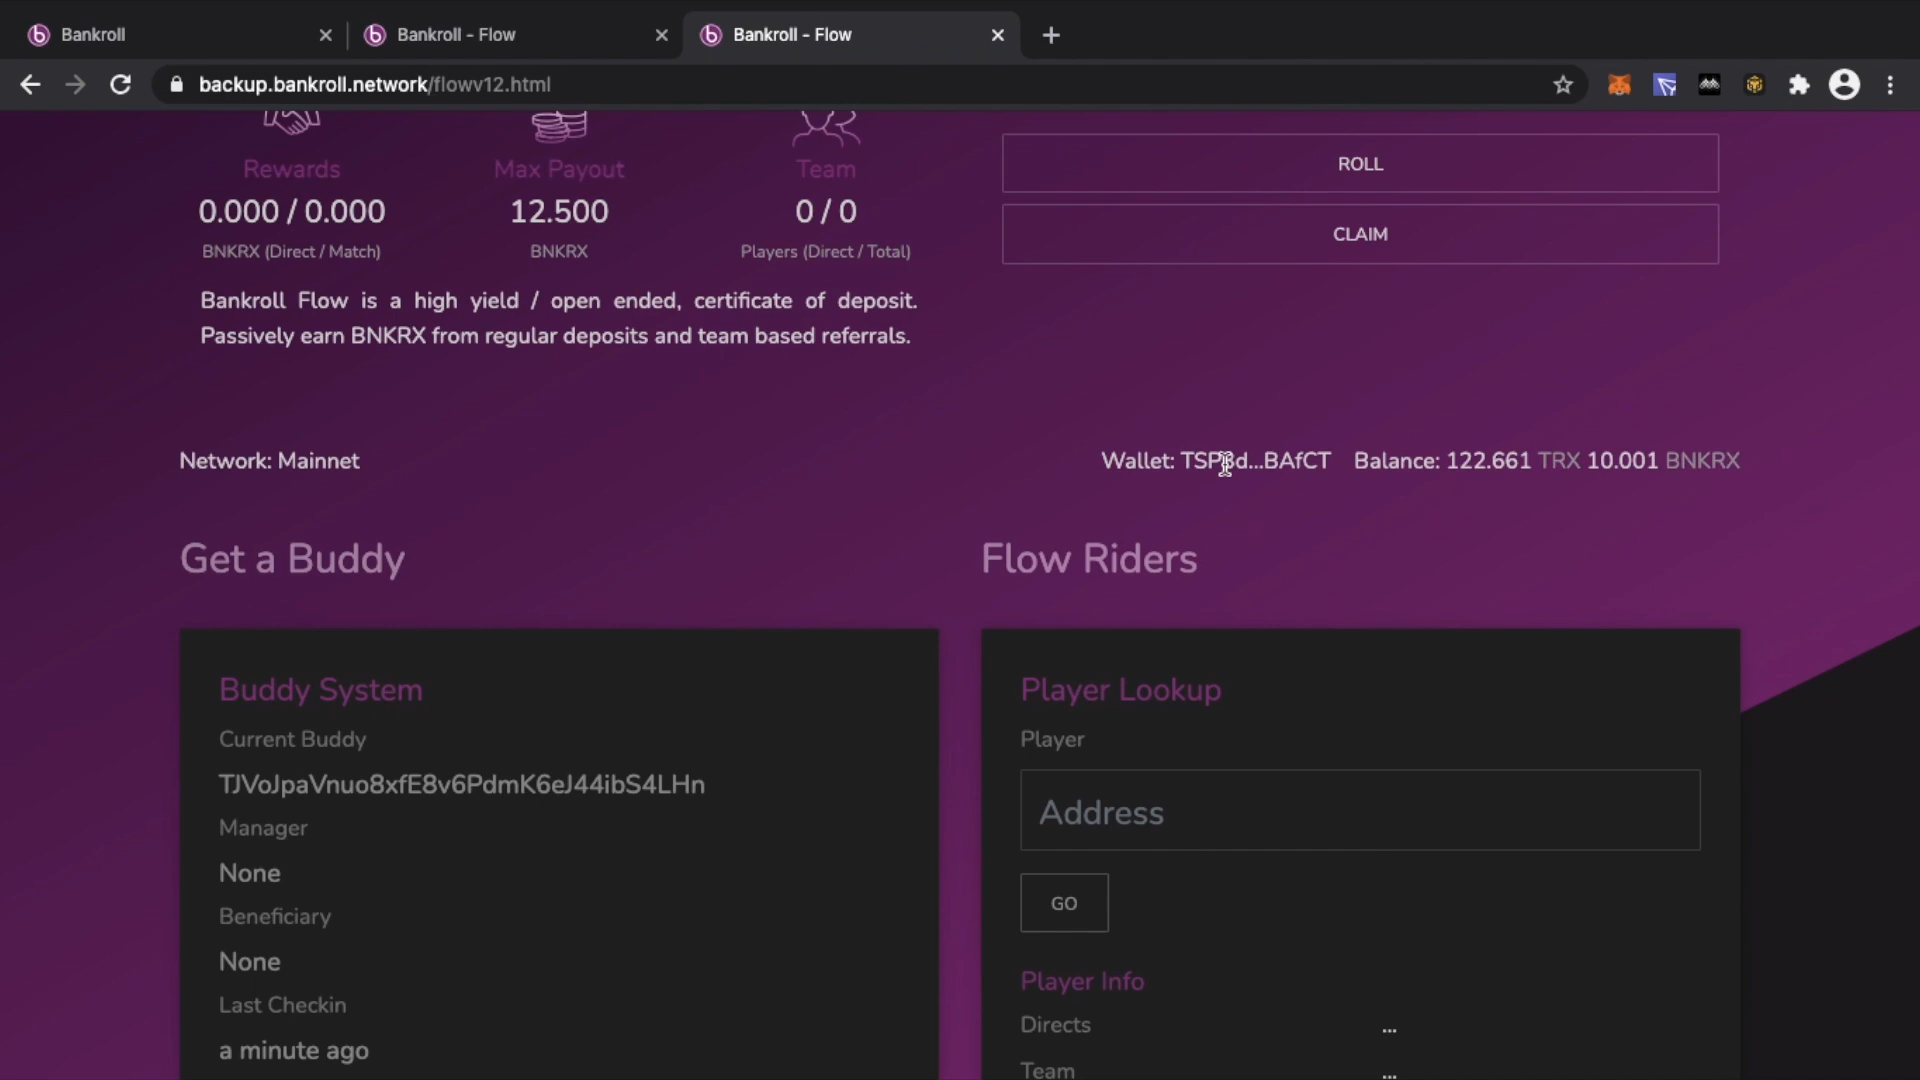 Bankroll
Bankroll - Flow
Bankroll - Flow
backup.bankroll.network/flowv12.html
Rewards
0.000 / 0.000
BNKRX (Direct / Match)
Max Payout
12.500
BNKRX
Team
0 / 0
Players (Direct / Total)
ROLL
CLAIM
Bankroll Flow is a high yield / open ended, certificate of deposit.
Passively earn BNKRX from regular deposits and team based referrals.
Network: Mainnet
Wallet: TSPBd...BAfCT Balance: 122.661 TRX 10.001 BNKRX
Get a Buddy
Buddy System
Current Buddy
TJVoJpaVnuo8xfE8v6PdmK6eJ44ibS4LHn
Manager
None
Beneficiary
None
Last Checkin
a minute ago
Flow Riders
Player Lookup
Player
Address
GO
Player Info
Directs ...
Team ...